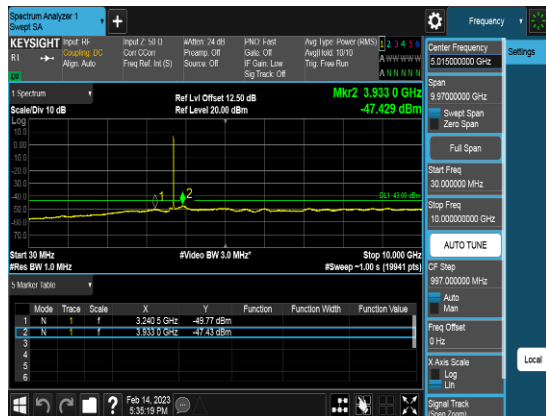 Spectrum Analyzer 1
Swept SA
+
Frequency
KEYSIGHT
R1
Input: RF
Coupling: DC
Align: Auto
Input Z: 50 Ω
Corr CCorr
Freq Ref: Int (S)
#Atten: 24 dB
Preamp: Off
Source: Off
PNO: Fast
Gate: Off
IF Gain: Low
Sig Track: Off
Avg Type: Power (RMS)
Avg|Hold: 10/10
Trig: Free Run
1 2 3 4 5 6
A W W W W W
A N N N N N
1 Spectrum
Scale/Div 10 dB
Ref Lvl Offset 12.50 dB
Ref Level 20.00 dBm
Mkr2 3.933 0 GHz
-47.429 dBm
Log
10.0
0.00
-10.0
-20.0
-30.0
-40.0
-50.0
-60.0
-70.0
1
2
DL1 -43.00 dBm
Start 30 MHz
#Res BW 1.0 MHz
#Video BW 3.0 MHz*
Stop 10.000 GHz
#Sweep ~1.00 s (19941 pts)
5 Marker Table
Mode Trace Scale X Y Function Function Width Function Value
1 N 1 f 3.240 5 GHz -49.77 dBm
2 N 1 f 3.933 0 GHz -47.43 dBm
3
4
5
6
Feb 14, 2023
5:35:19 PM
Center Frequency
5.015000000 GHz
Settings
Span
9.97000000 GHz
Swept Span
Zero Span
Full Span
Start Freq
30.000000 MHz
Stop Freq
10.000000000 GHz
AUTO TUNE
CF Step
997.000000 MHz
Auto
Man
Freq Offset
0 Hz
X Axis Scale
Log
Lin
Local
Signal Track
(Span Zoom)